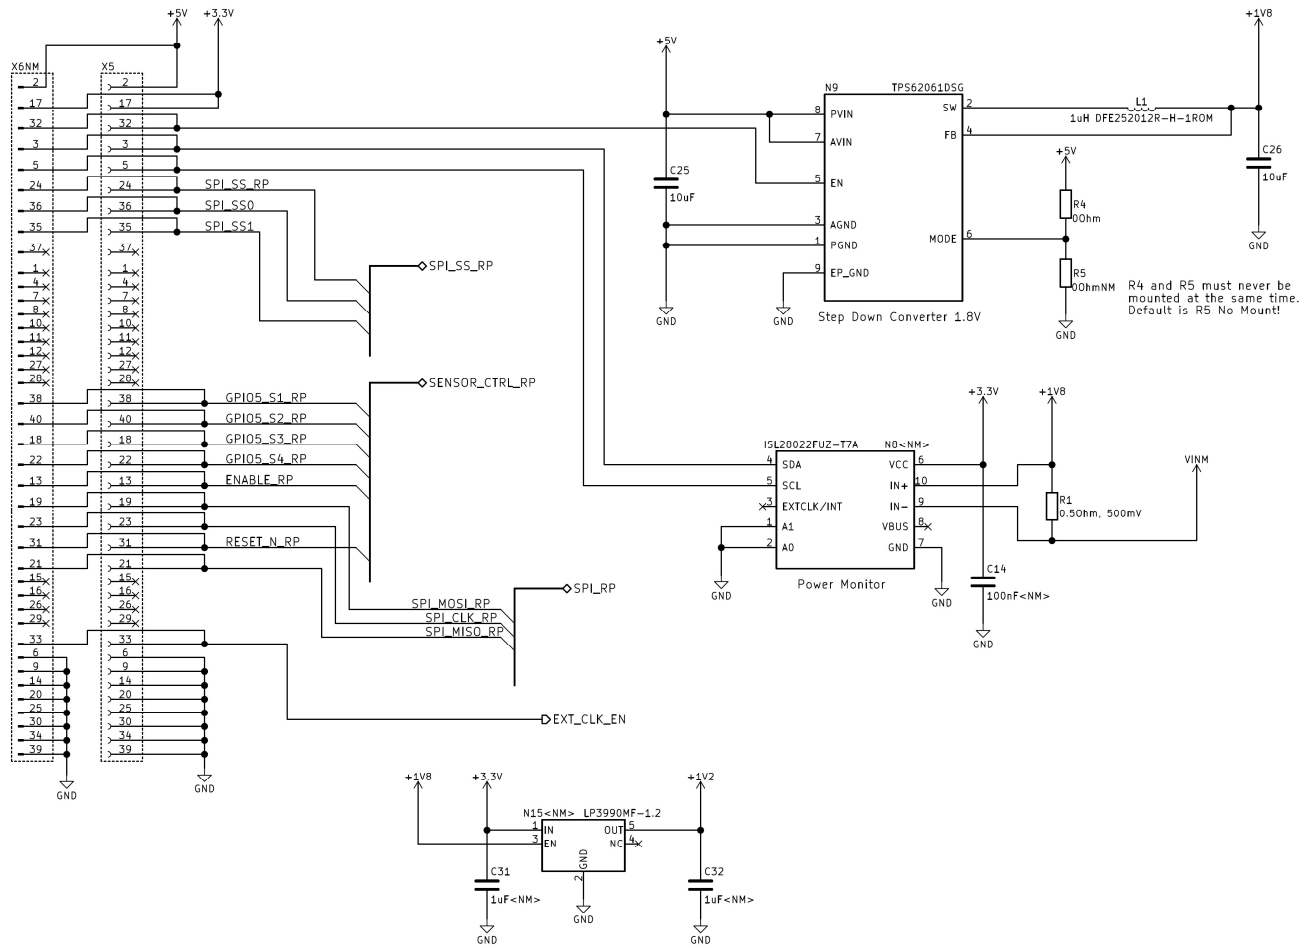 +5V +3.3V
X6NM X5
2 2
17 17
32 32
3 3
5 5
24 24 SPI_SS_RP
36 36 SPI_SS0
35 35 SPI_SS1
37 37
1 1
4 4
7 7
8 8
10 10
11 11
12 12
27 27
28 28
38 38 GPIO5_S1_RP
40 40 GPIO5_S2_RP
18 18 GPIO5_S3_RP
22 22 GPIO5_S4_RP
13 13 ENABLE_RP
19 19
23 23
31 31 RESET_N_RP
21 21
15 15
16 16
26 26
29 29
33 33
6 6
9 9
14 14
20 20
25 25
30 30
34 34
39 39
GND GND
SPI_SS_RP
SENSOR_CTRL_RP
SPI_RP
SPI_MOSI_RP
SPI_CLK_RP
SPI_MISO_RP
EXT_CLK_EN
+5V
C25
10uF
GND
N9 TPS62061DSG
8 PVIN SW 2
7 AVIN FB 4
5 EN
3 AGND
1 PGND MODE 6
9 EP_GND
GND
Step Down Converter 1.8V
L1
1uH DFE252012R-H-1R0M
+1V8
C26
10uF
GND
+5V
R4
0Ohm
R5
0OhmNM
GND
R4 and R5 must never be
mounted at the same time.
Default is R5 No Mount!
ISL28022FUZ-T7A N8<NM>
4 SDA VCC 6
5 SCL IN+ 10
3 EXTCLK/INT IN- 9
1 A1 VBUS 8
2 A0 GND 7
Power Monitor
GND
GND
+3.3V
C14
100nF<NM>
GND
+1V8
R1
0.5Ohm, 500mV
VINM
+1V8 +3.3V +1V2
N15<NM> LP3990MF-1.2
1 IN OUT 5
3 EN NC 4
GND
2
GND
C31
1uF<NM>
GND
C32
1uF<NM>
GND